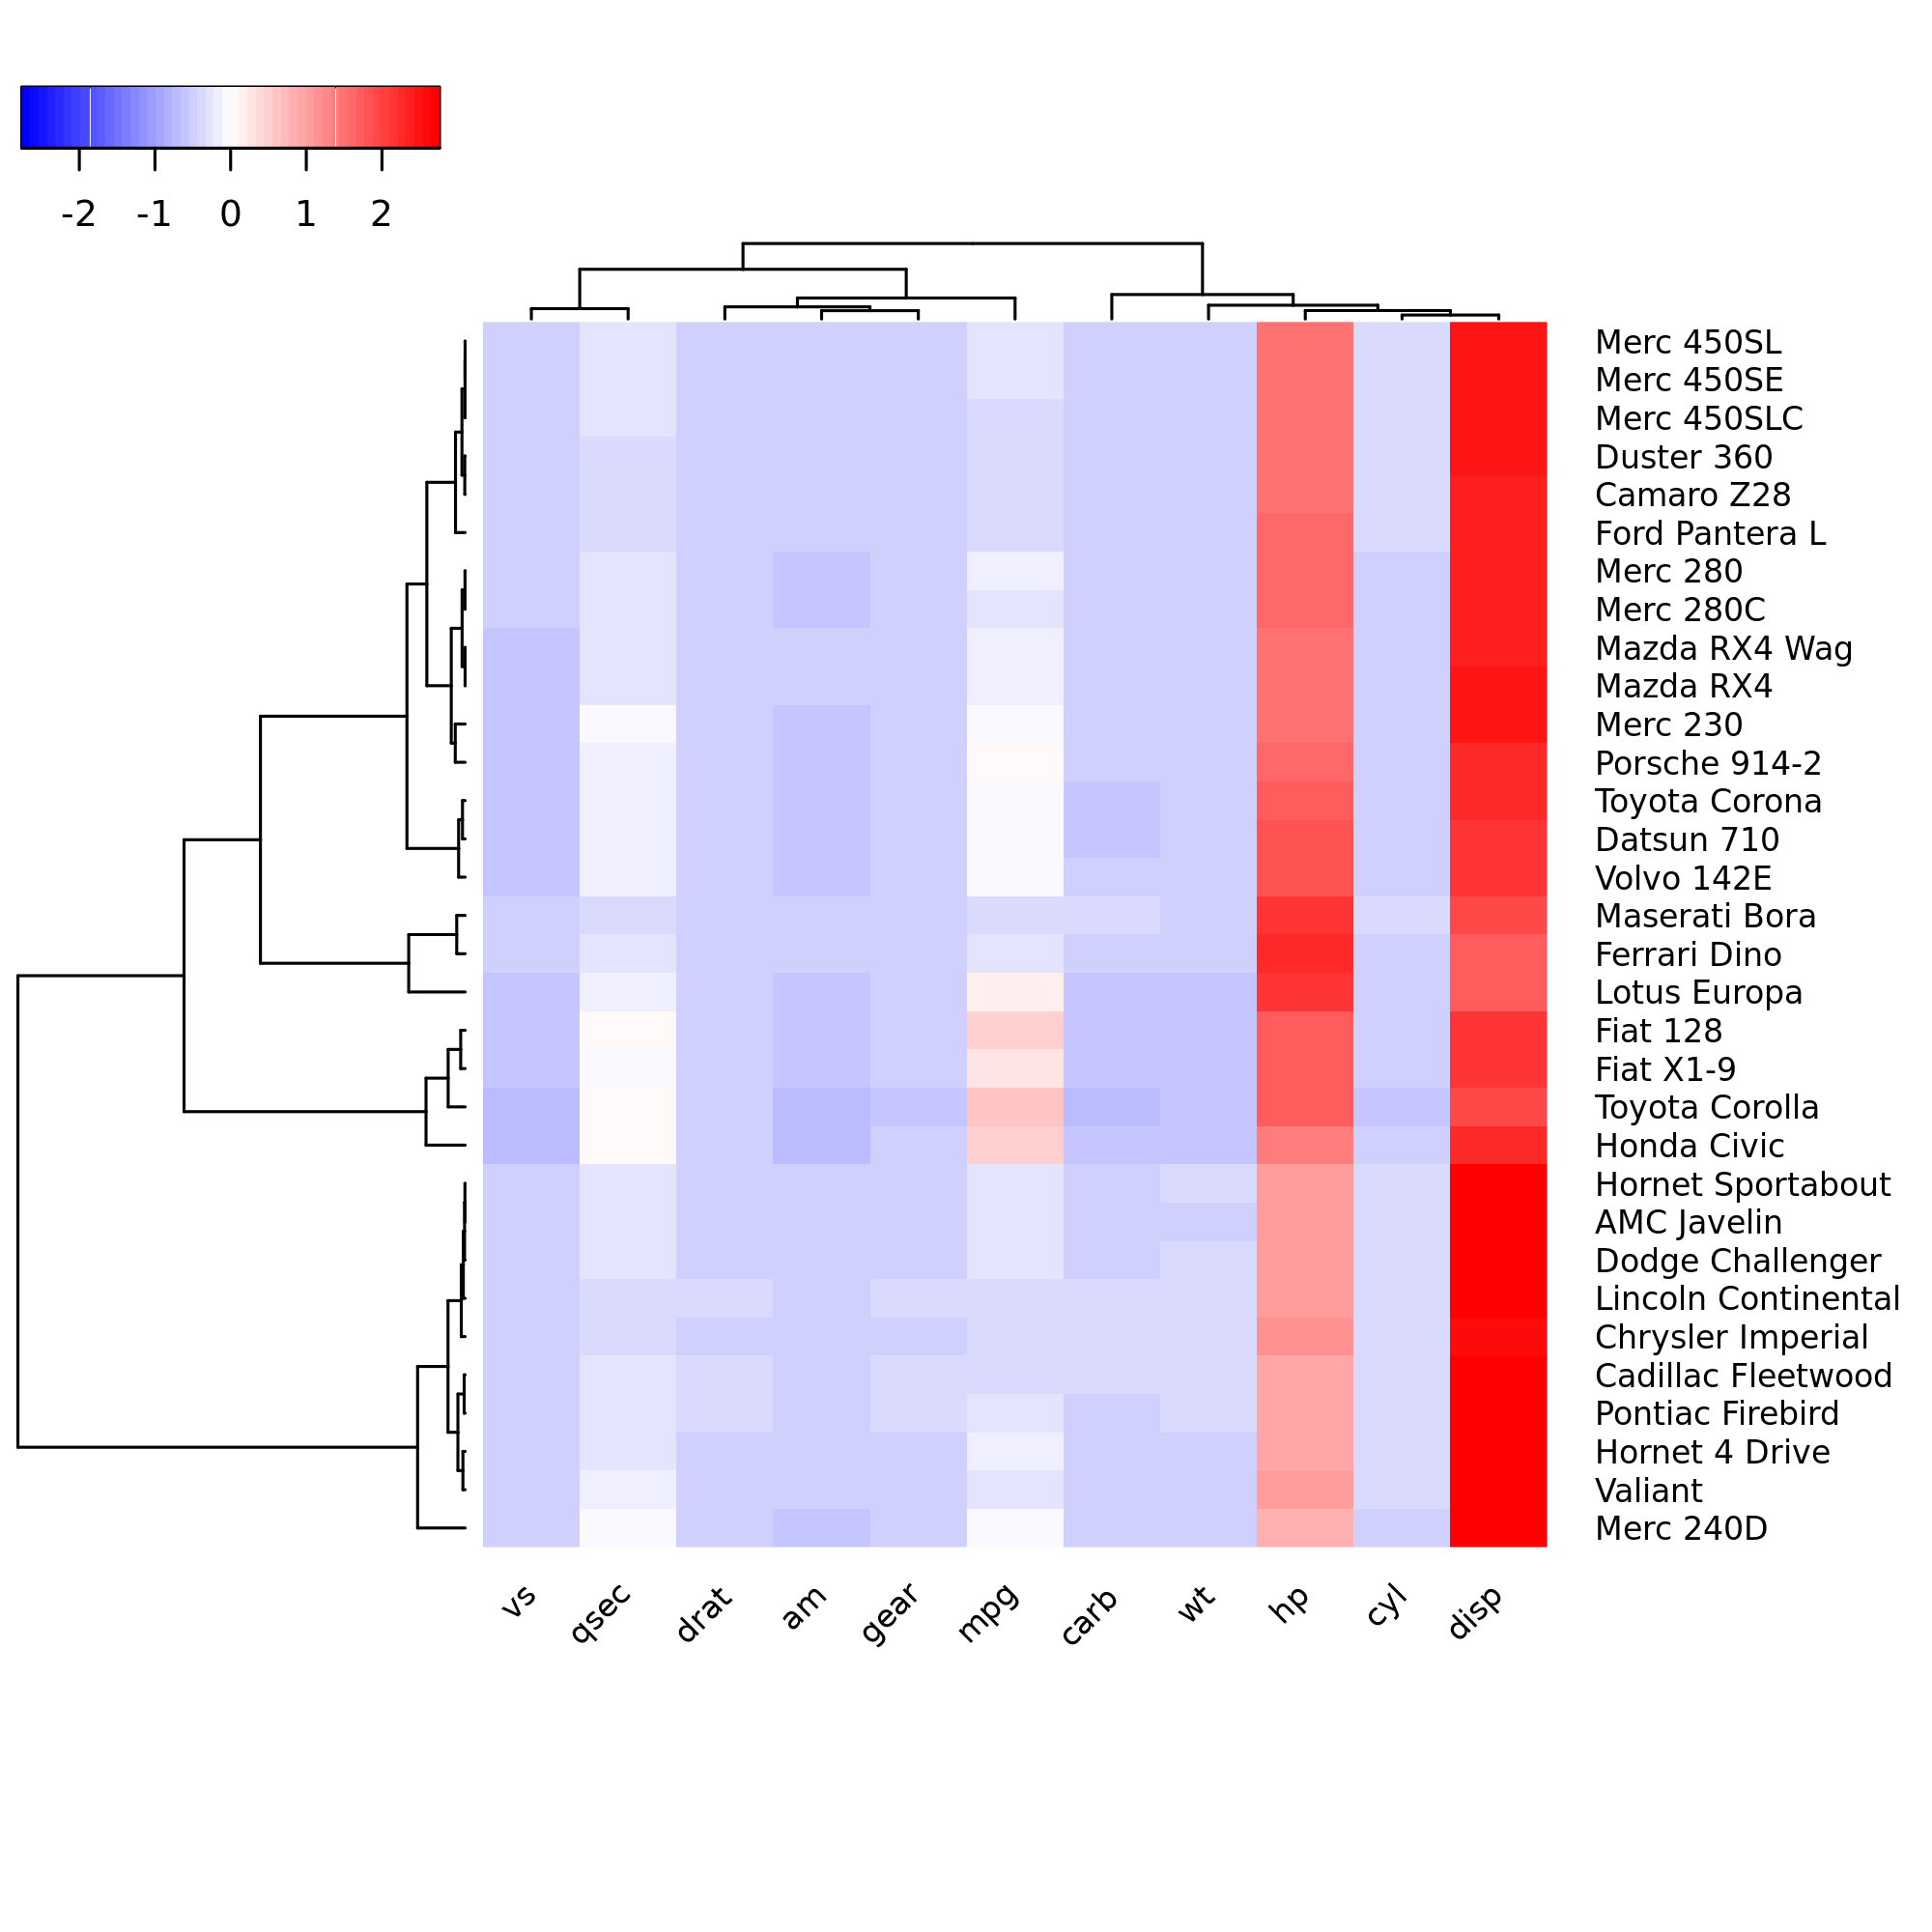 -2 -1 0 1 2
Merc 450SL
Merc 450SE
Merc 450SLC
Duster 360
Camaro Z28
Ford Pantera L
Merc 280
Merc 280C
Mazda RX4 Wag
Mazda RX4
Merc 230
Porsche 914-2
Toyota Corona
Datsun 710
Volvo 142E
Maserati Bora
Ferrari Dino
Lotus Europa
Fiat 128
Fiat X1-9
Toyota Corolla
Honda Civic
Hornet Sportabout
AMC Javelin
Dodge Challenger
Lincoln Continental
Chrysler Imperial
Cadillac Fleetwood
Pontiac Firebird
Hornet 4 Drive
Valiant
Merc 240D
vs qsec drat am gear mpg carb wt hp cyl disp